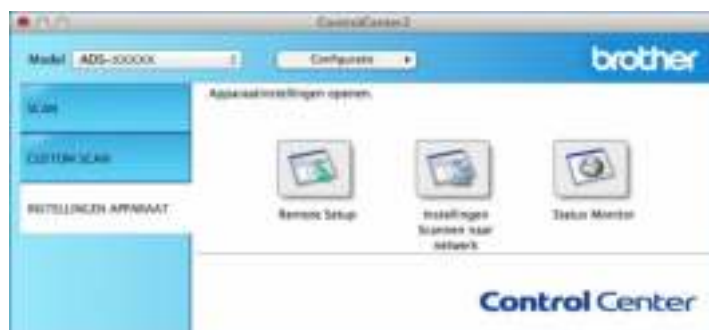 ControlCenter2
Model ADS-XXXXX Configuratie
brother
SCAN
CUSTOM SCAN
INSTELLINGEN APPARAAT
Apparaatinstellingen openen.
Remote Setup
Instellingen
Scannen naar
netwerk
Status Monitor
Control Center